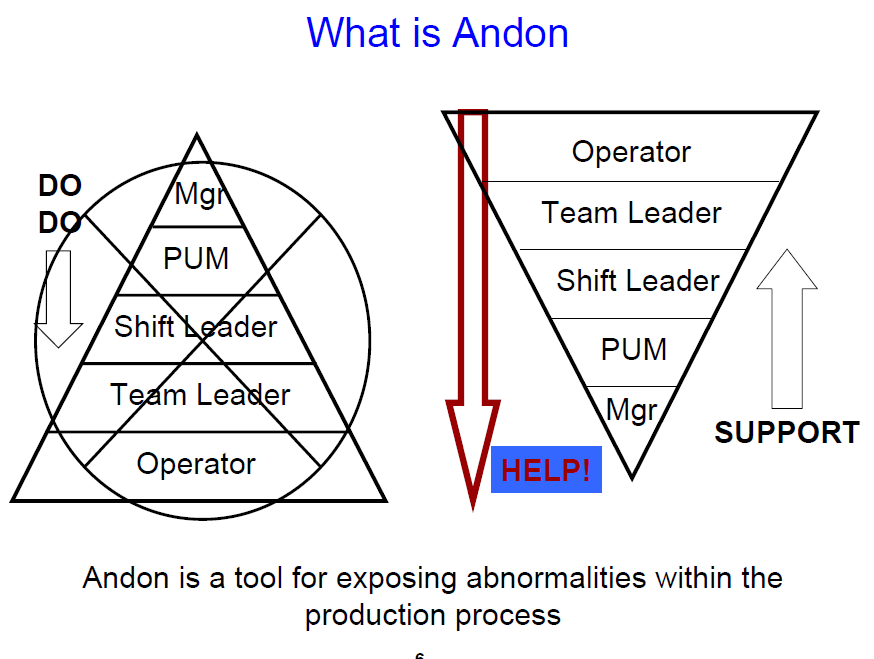 What is Andon
DO
DO
Mgr
PUM
Shift Leader
Team Leader
Operator
Operator
Team Leader
Shift Leader
PUM
Mgr
HELP!
SUPPORT
Andon is a tool for exposing abnormalities within the
production process
6